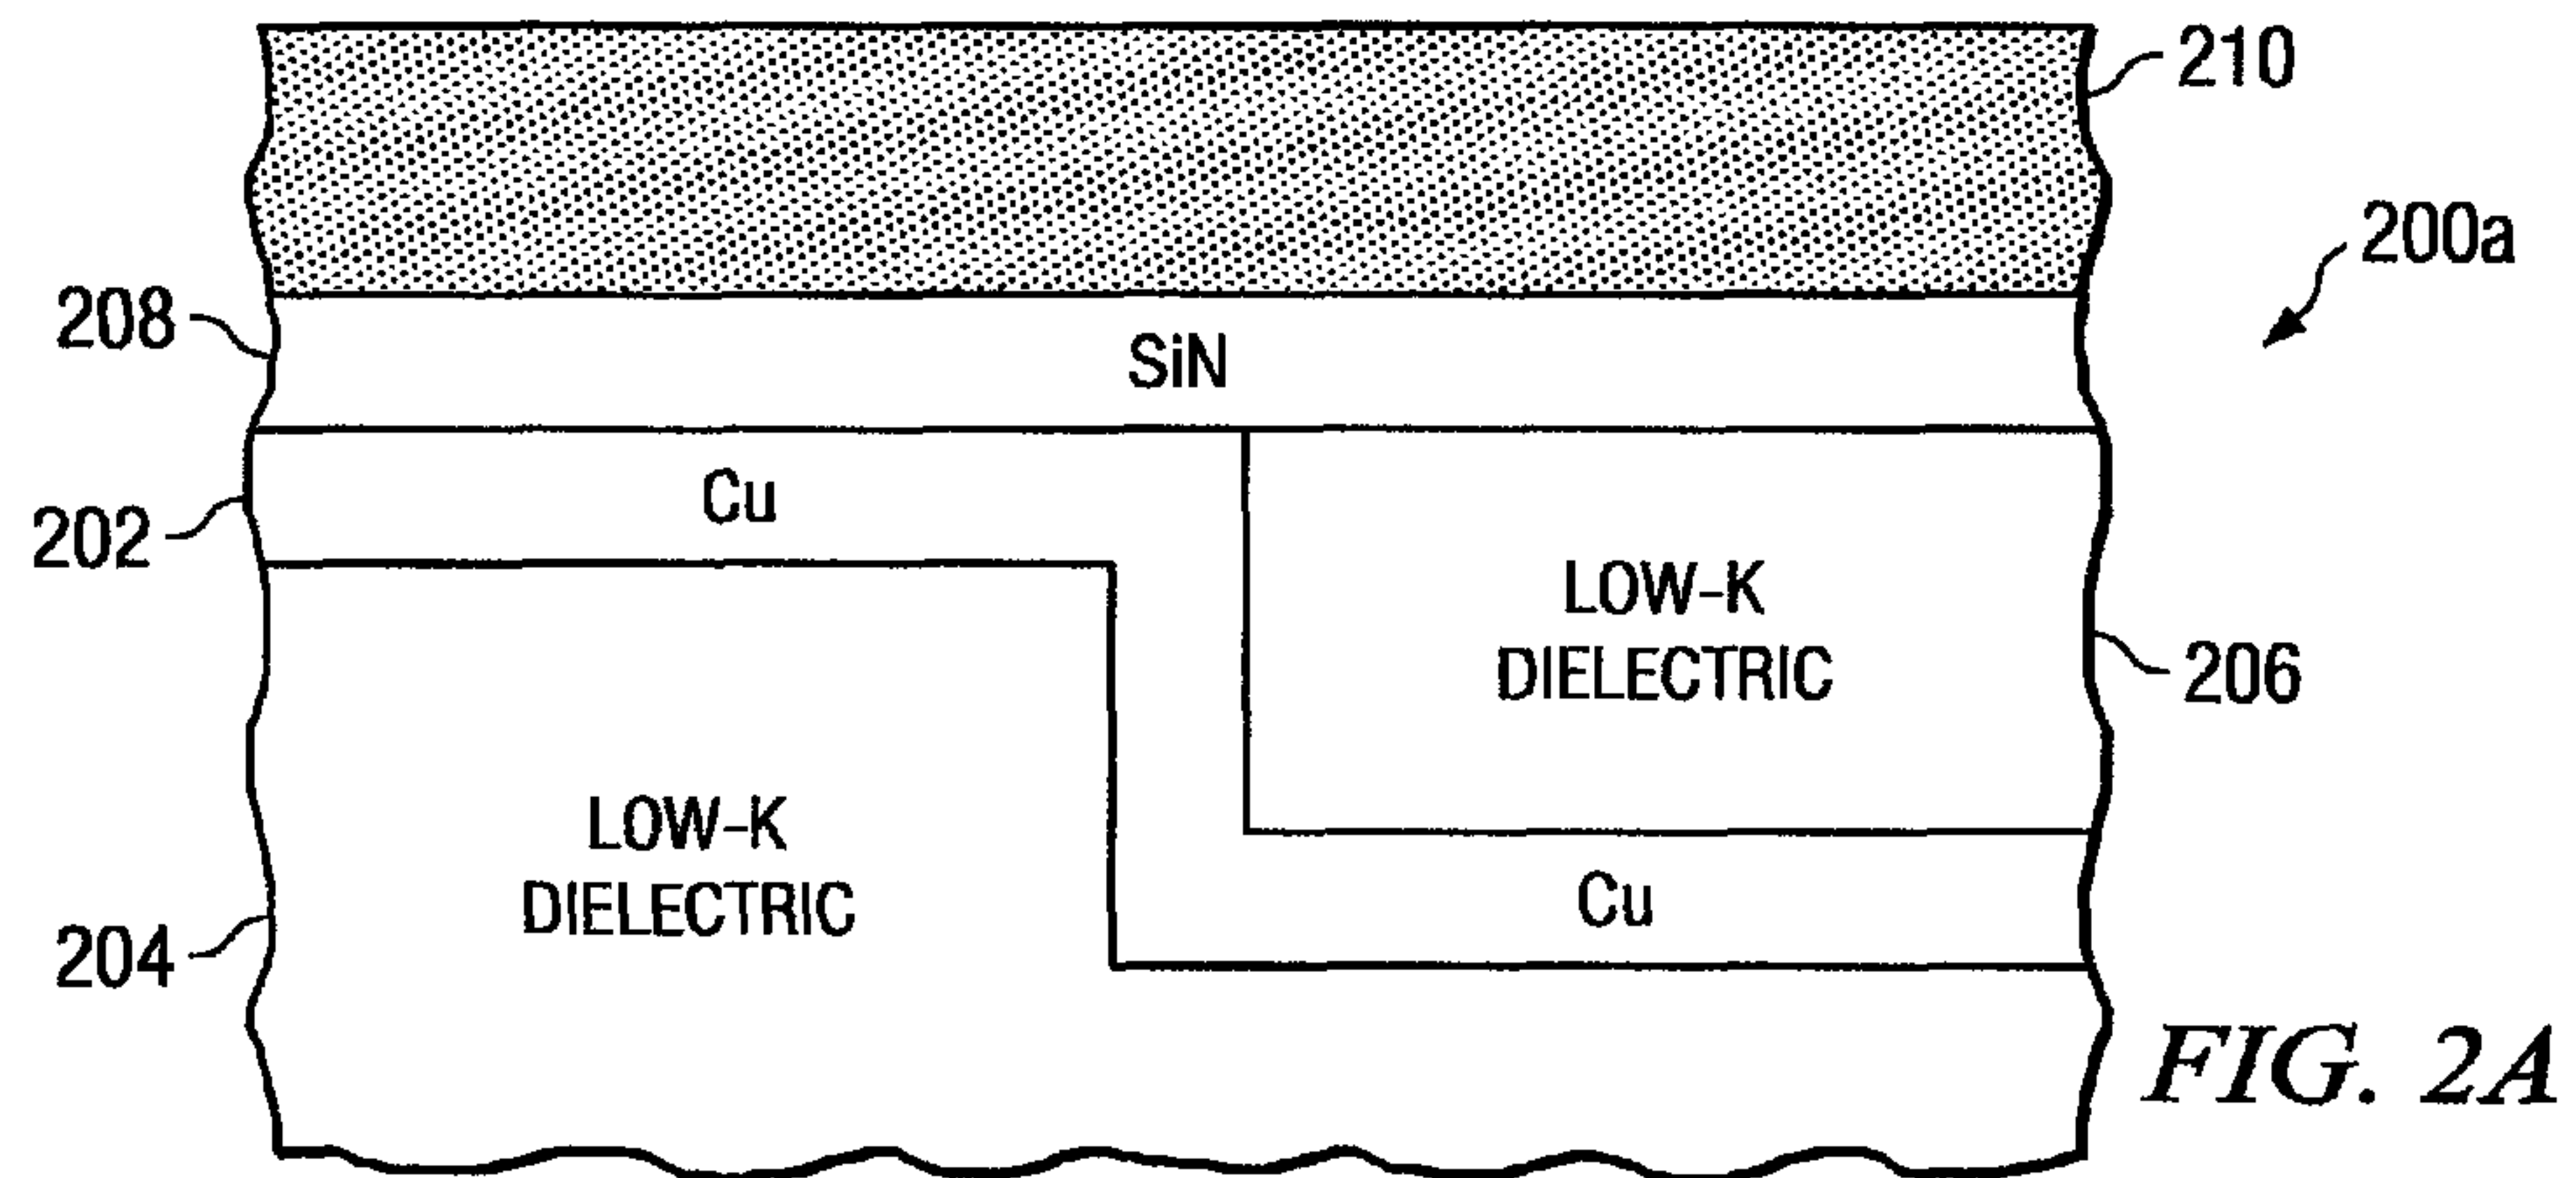 210
200a
208
SiN
Cu
202
LOW-K
DIELECTRIC
206
LOW-K
DIELECTRIC
Cu
204
FIG. 2A